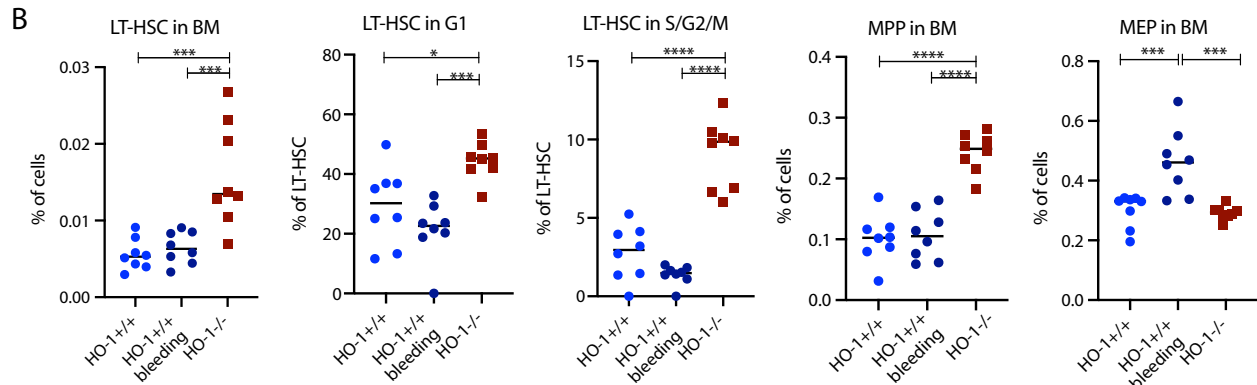 B
LT-HSC in BM
***
***
0.03
0.02
0.01
0.00
% of cells
HO-1+/+
HO-1+/+
bleeding
HO-1-/-
LT-HSC in G1
*
***
80
60
40
20
0
% of LT-HSC
HO-1+/+
HO-1+/+
bleeding
HO-1-/-
LT-HSC in S/G2/M
****
****
15
10
5
0
% of LT-HSC
HO-1+/+
HO-1+/+
bleeding
HO-1-/-
MPP in BM
****
****
0.4
0.3
0.2
0.1
0.0
% of cells
HO-1+/+
HO-1+/+
bleeding
HO-1-/-
MEP in BM
***
***
0.8
0.6
0.4
0.2
0.0
% of cells
HO-1+/+
HO-1+/+
bleeding
HO-1-/-